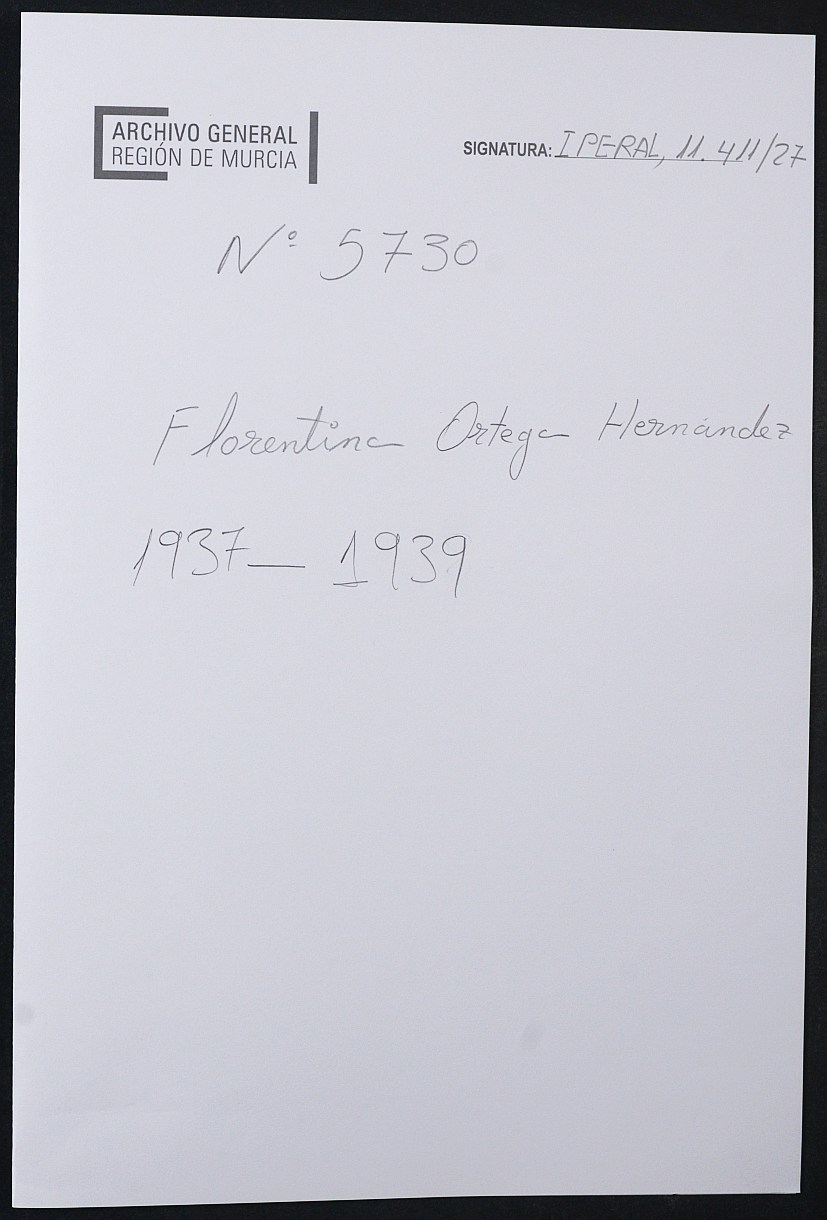 ARCHIVO GENERAL
REGIÓN DE MURCIA
SIGNATURA: IPERAL, 11.411/27
Nº 5730
Florentina Ortega Hernández
1937— 1939